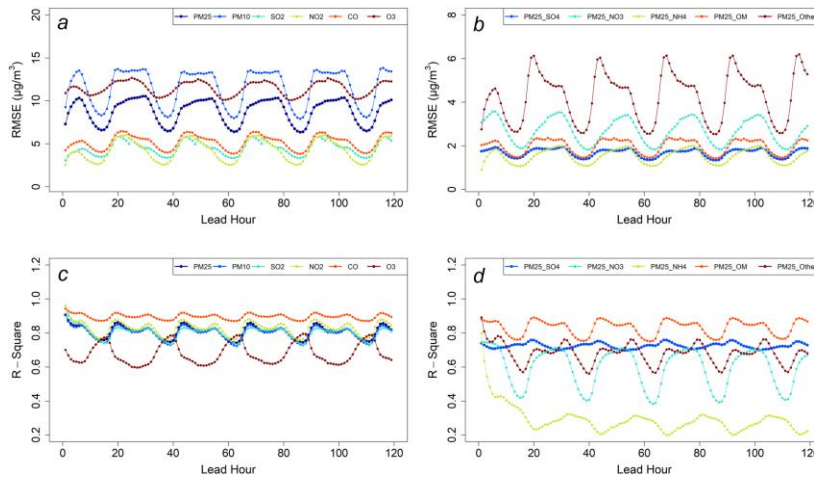 a
PM25 PM10 SO2 NO2 CO O3
RMSE (µg/m³)
20
15
10
5
0
0 20 40 60 80 100 120
Lead Hour
b
PM25_SO4 PM25_NO3 PM25_NH4 PM25_OM PM25_Other
RMSE (µg/m³)
8
6
4
2
0
0 20 40 60 80 100 120
Lead Hour
c
PM25 PM10 SO2 NO2 CO O3
R − Square
1.2
1.0
0.8
0.6
0.4
0.2
0 20 40 60 80 100 120
Lead Hour
d
PM25_SO4 PM25_NO3 PM25_NH4 PM25_OM PM25_Othe
R − Square
1.2
1.0
0.8
0.6
0.4
0.2
0 20 40 60 80 100 120
Lead Hour